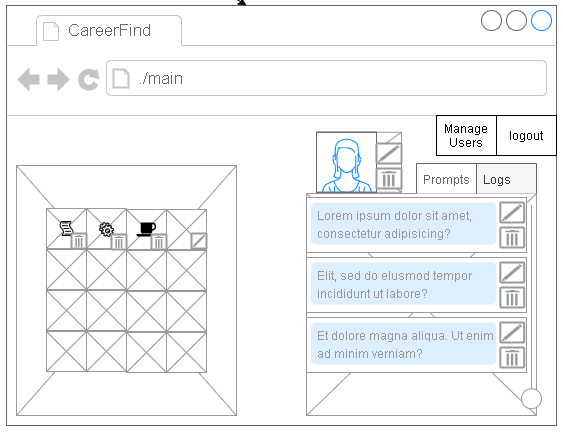 CareerFind
./main
Manage
Users
logout
Prompts
Logs
Lorem ipsum dolor sit amet,
consectetur adipisicing?
Elit, sed do elusmod tempor
incididunt ut labore?
Et dolore magna aliqua. Ut enim
ad minim verniam?